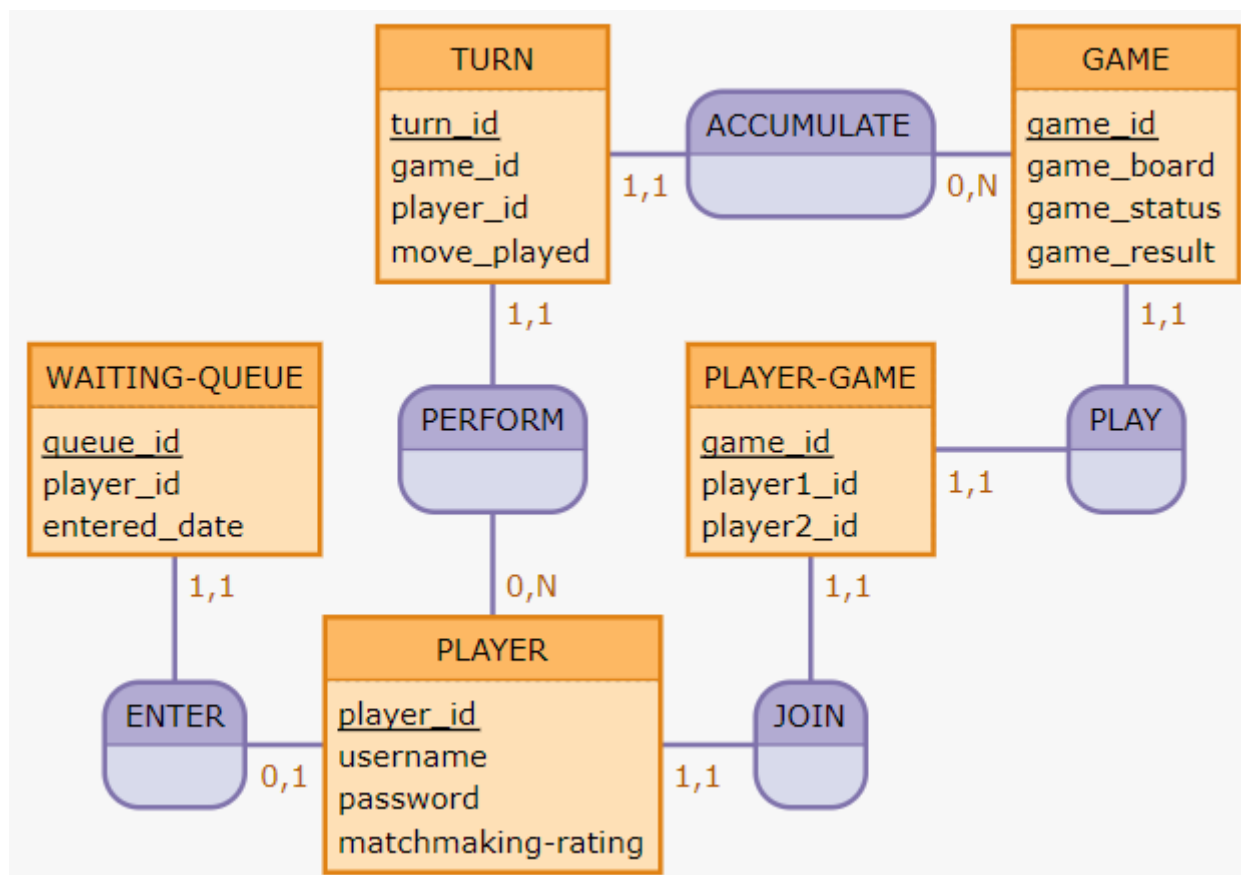 TURN
turn_id
game_id
player_id
move_played
1,1
ACCUMULATE
0,N
GAME
game_id
game_board
game_status
game_result
1,1
1,1
WAITING-QUEUE
queue_id
player_id
entered_date
PERFORM
PLAYER-GAME
game_id
player1_id
player2_id
1,1
PLAY
1,1
0,N
1,1
ENTER
0,1
PLAYER
player_id
username
password
matchmaking-rating
1,1
JOIN